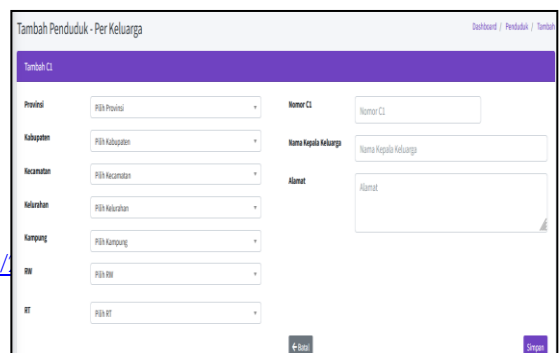 Tambah Penduduk - Per Keluarga
Dashboard / Penduduk / Tambah
Tambah C1
Provinsi
Pilih Provinsi
Kabupaten
Pilih Kabupaten
Kecamatan
Pilih Kecamatan
Kelurahan
Pilih Kelurahan
Kampung
Pilih Kampung
RW
Pilih RW
RT
Pilih RT
Nomor C1
Nomor C1
Nama Kepala Keluarga
Nama Kepala Keluarga
Alamat
Alamat
Batal
Simpan